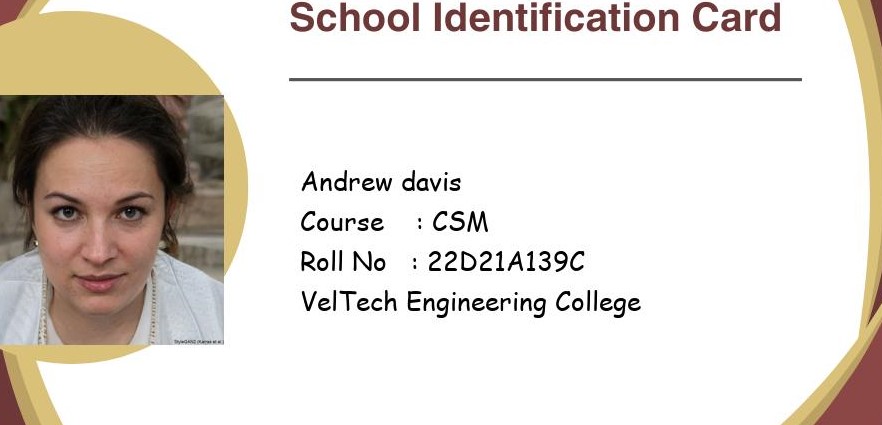 School Identification Card
Andrew davis
Course : CSM
Roll No : 22D21A139C
VelTech Engineering College
StyleGAN2 (Karras et al.)